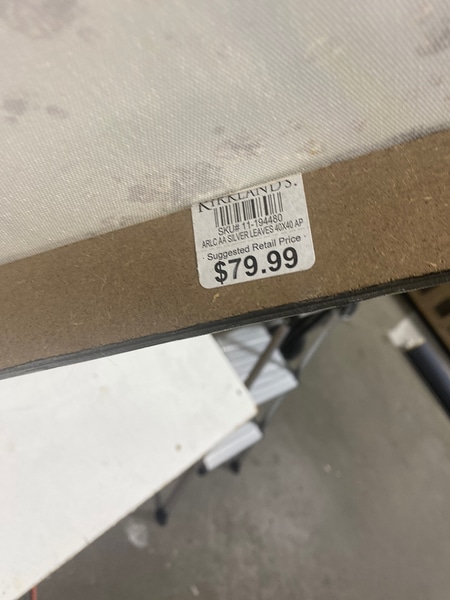 KIRKLAND'S.
SKU# 11-194480
ARLC AA SILVER LEAVES 40X40 AP
Suggested Retail Price
$79.99